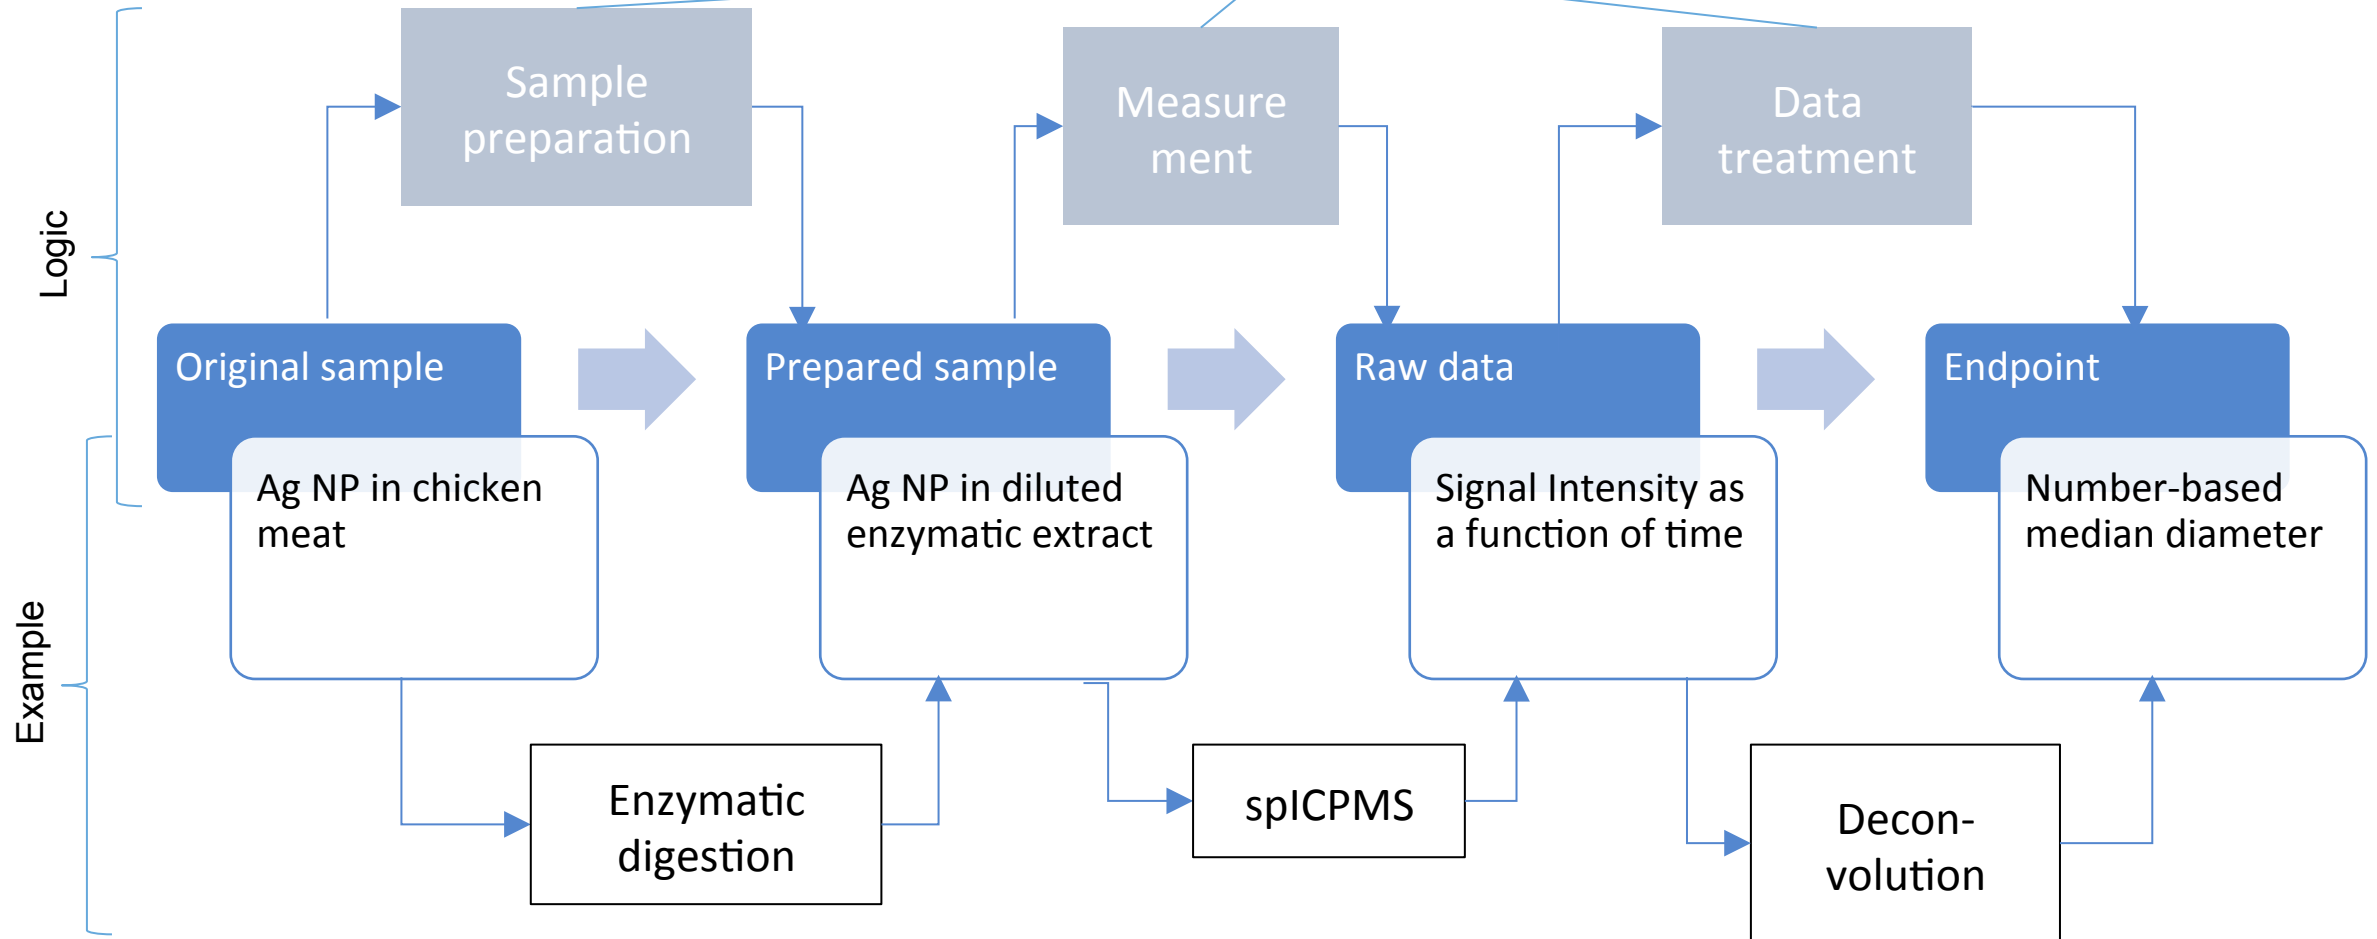 Logic
Sample
preparation
Measure
ment
Data
treatment
Original sample
Prepared sample
Raw data
Endpoint
Example
Ag NP in chicken
meat
Ag NP in diluted
enzymatic extract
Signal Intensity as
a function of time
Number-based
median diameter
Enzymatic
digestion
spICPMS
Decon-
volution